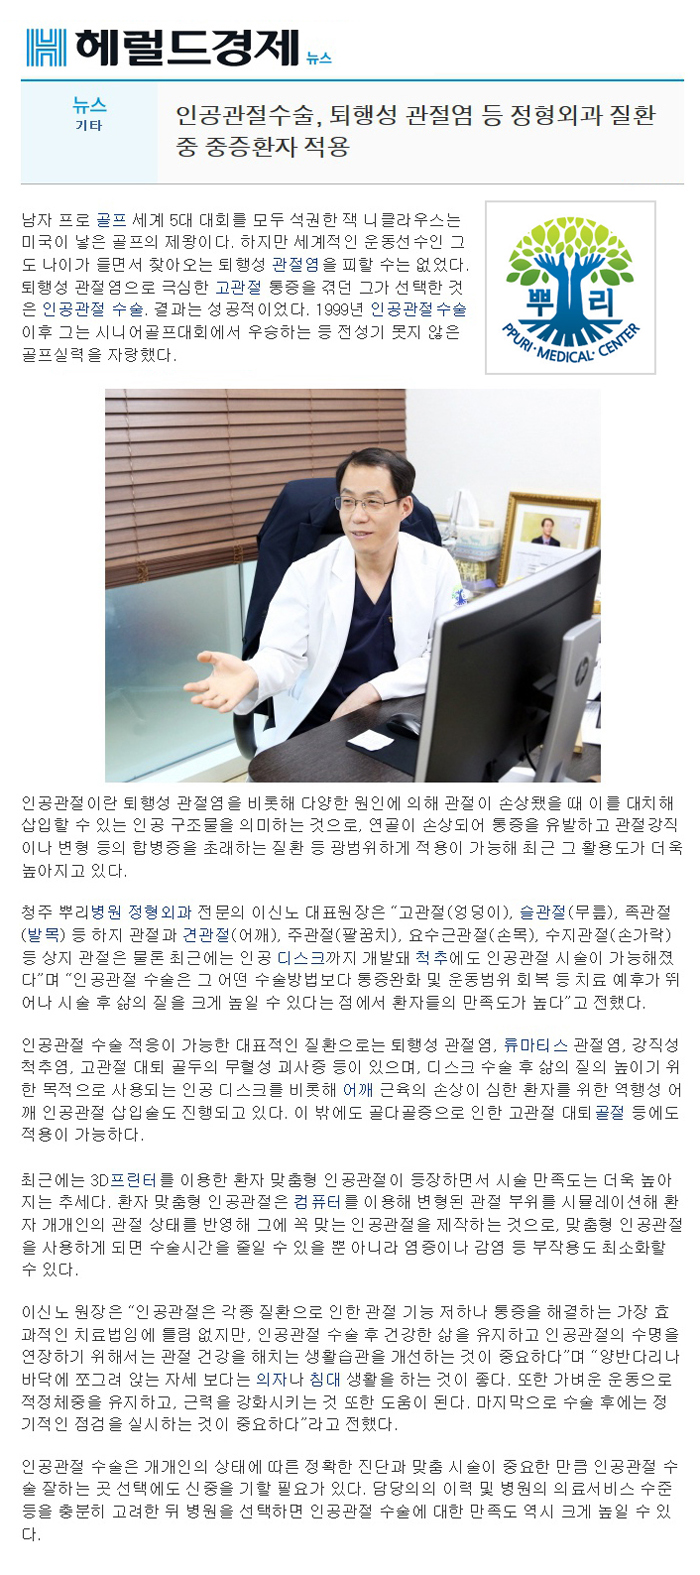 헤럴드경제 뉴스
뉴스
기타
인공관절수술, 퇴행성 관절염 등 정형외과 질환
중 중증환자 적용
남자 프로 골프 세계 5대 대회를 모두 석권한 잭 니클라우스는
미국이 낳은 골프의 제왕이다. 하지만 세계적인 운동선수인 그
도 나이가 들면서 찾아오는 퇴행성 관절염을 피할 수는 없었다.
퇴행성 관절염으로 극심한 고관절 통증을 겪던 그가 선택한 것
은 인공관절 수술. 결과는 성공적이었다. 1999년 인공관절수술
이후 그는 시니어골프대회에서 우승하는 등 전성기 못지 않은
골프실력을 자랑했다.
뿌리
PPURI·MEDICAL·CENTER
인공관절이란 퇴행성 관절염을 비롯해 다양한 원인에 의해 관절이 손상됐을 때 이를 대치해
삽입할 수 있는 인공 구조물을 의미하는 것으로, 연골이 손상되어 통증을 유발하고 관절강직
이나 변형 등의 합병증을 초래하는 질환 등 광범위하게 적용이 가능해 최근 그 활용도가 더욱
높아지고 있다.
청주 뿌리병원 정형외과 전문의 이신노 대표원장은 “고관절(엉덩이), 슬관절(무릎), 족관절
(발목) 등 하지 관절과 견관절(어깨), 주관절(팔꿈치), 요수근관절(손목), 수지관절(손가락)
등 상지 관절은 물론 최근에는 인공 디스크까지 개발돼 척추에도 인공관절 시술이 가능해졌
다”며 “인공관절 수술은 그 어떤 수술방법보다 통증완화 및 운동범위 회복 등 치료 예후가 뛰
어나 시술 후 삶의 질을 크게 높일 수 있다는 점에서 환자들의 만족도가 높다”고 전했다.
인공관절 수술 적응이 가능한 대표적인 질환으로는 퇴행성 관절염, 류마티스 관절염, 강직성
척추염, 고관절 대퇴 골두의 무혈성 괴사증 등이 있으며, 디스크 수술 후 삶의 질의 높이기 위
한 목적으로 사용되는 인공 디스크를 비롯해 어깨 근육의 손상이 심한 환자를 위한 역행성 어
깨 인공관절 삽입술도 진행되고 있다. 이 밖에도 골다골증으로 인한 고관절 대퇴골절 등에도
적용이 가능하다.
최근에는 3D프린터를 이용한 환자 맞춤형 인공관절이 등장하면서 시술 만족도는 더욱 높아
지는 추세다. 환자 맞춤형 인공관절은 컴퓨터를 이용해 변형된 관절 부위를 시뮬레이션해 환
자 개개인의 관절 상태를 반영해 그에 꼭 맞는 인공관절을 제작하는 것으로, 맞춤형 인공관절
을 사용하게 되면 수술시간을 줄일 수 있을 뿐 아니라 염증이나 감염 등 부작용도 최소화할
수 있다.
이신노 원장은 “인공관절은 각종 질환으로 인한 관절 기능 저하나 통증을 해결하는 가장 효
과적인 치료법임에 틀림 없지만, 인공관절 수술 후 건강한 삶을 유지하고 인공관절의 수명을
연장하기 위해서는 관절 건강을 해치는 생활습관을 개선하는 것이 중요하다”며 “양반다리나
바닥에 쪼그려 앉는 자세 보다는 의자나 침대 생활을 하는 것이 좋다. 또한 가벼운 운동으로
적정체중을 유지하고, 근력을 강화시키는 것 또한 도움이 된다. 마지막으로 수술 후에는 정
기적인 점검을 실시하는 것이 중요하다”라고 전했다.
인공관절 수술은 개개인의 상태에 따른 정확한 진단과 맞춤 시술이 중요한 만큼 인공관절 수
술 잘하는 곳 선택에도 신중을 기할 필요가 있다. 담당의의 이력 및 병원의 의료서비스 수준
등을 충분히 고려한 뒤 병원을 선택하면 인공관절 수술에 대한 만족도 역시 크게 높일 수 있
다.